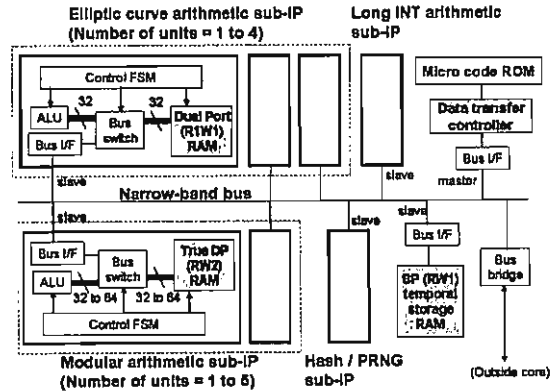 Elliptic curve arithmetic sub-IP
(Number of units = 1 to 4)
Long INT arithmetic
sub-IP
Control FSM
32
32
ALU
Bus
switch
Dual Port
(R1W1)
RAM
Bus I/F
Micro code ROM
Data transfer
controller
Bus I/F
slave
slave
master
Narrow-band bus
slave
slave
slave
Bus I/F
Bus
switch
True DP
(RW2)
RAM
ALU
32 to 64
32 to 64
Control FSM
Bus I/F
SP (RW1)
temporal
storage
RAM
Bus
bridge
Modular arithmetic sub-IP
(Number of units = 1 to 5)
Hash / PRNG
sub-IP
(Outside core)